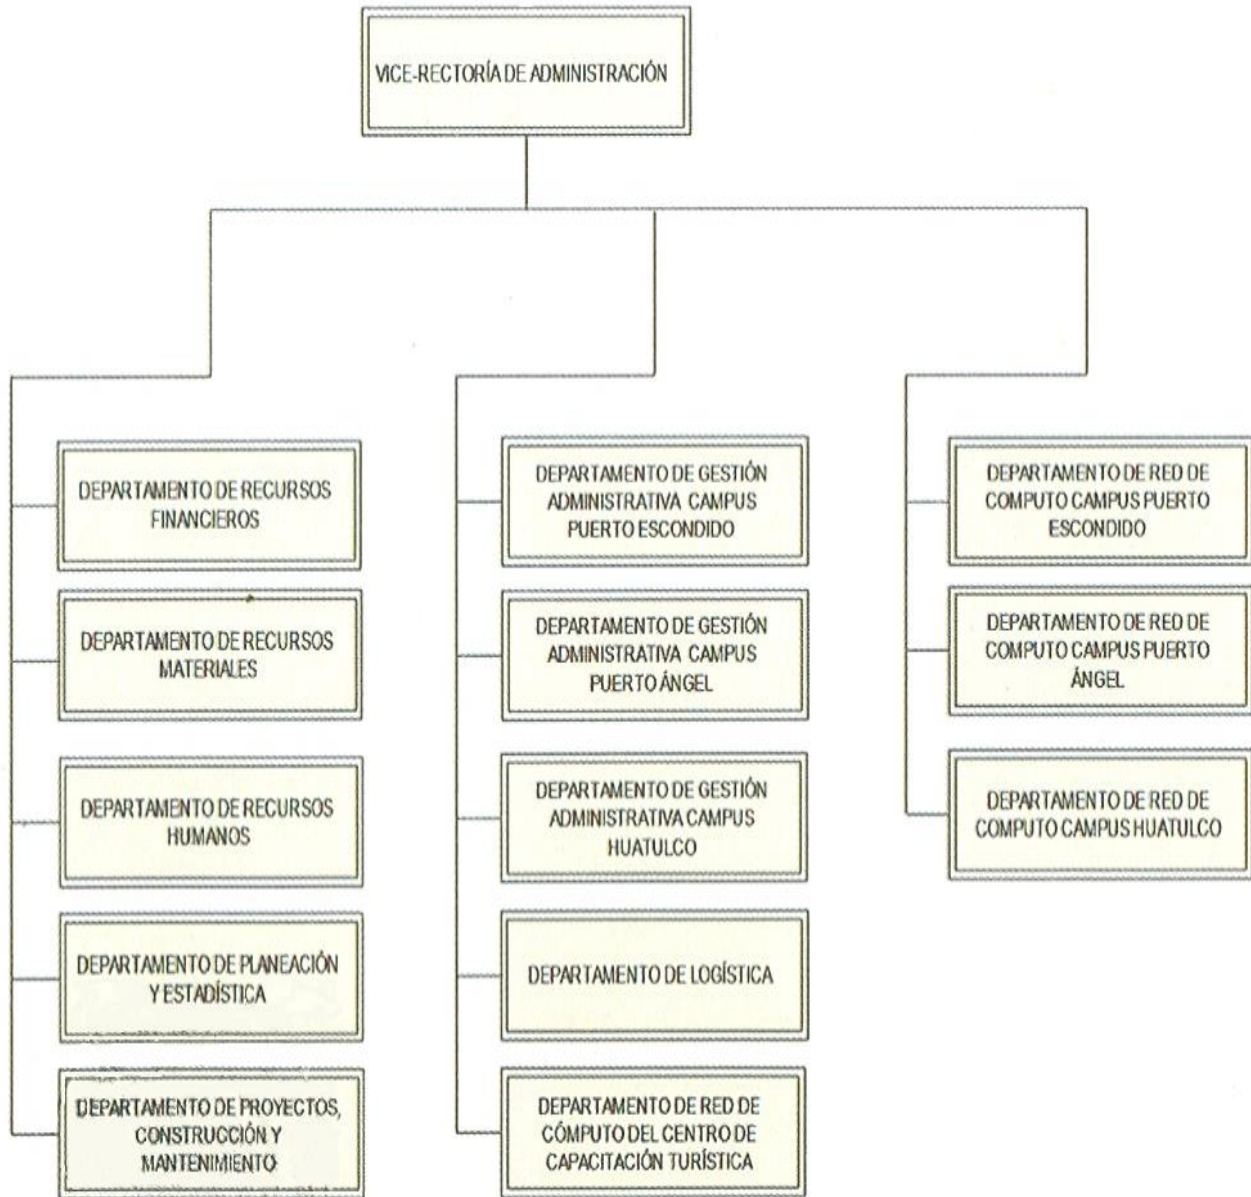 VICE-RECTORÍA DE ADMINISTRACIÓN
DEPARTAMENTO DE RECURSOS
FINANCIEROS
DEPARTAMENTO DE RECURSOS
MATERIALES
DEPARTAMENTO DE RECURSOS
HUMANOS
DEPARTAMENTO DE PLANEACIÓN
Y ESTADÍSTICA
DEPARTAMENTO DE PROYECTOS,
CONSTRUCCIÓN Y
MANTENIMIENTO
DEPARTAMENTO DE GESTIÓN
ADMINISTRATIVA CAMPUS
PUERTO ESCONDIDO
DEPARTAMENTO DE GESTIÓN
ADMINISTRATIVA CAMPUS
PUERTO ÁNGEL
DEPARTAMENTO DE GESTIÓN
ADMINISTRATIVA CAMPUS
HUATULCO
DEPARTAMENTO DE LOGÍSTICA
DEPARTAMENTO DE RED DE
CÓMPUTO DEL CENTRO DE
CAPACITACIÓN TURÍSTICA
DEPARTAMENTO DE RED DE
COMPUTO CAMPUS PUERTO
ESCONDIDO
DEPARTAMENTO DE RED DE
COMPUTO CAMPUS PUERTO
ÁNGEL
DEPARTAMENTO DE RED DE
COMPUTO CAMPUS HUATULCO